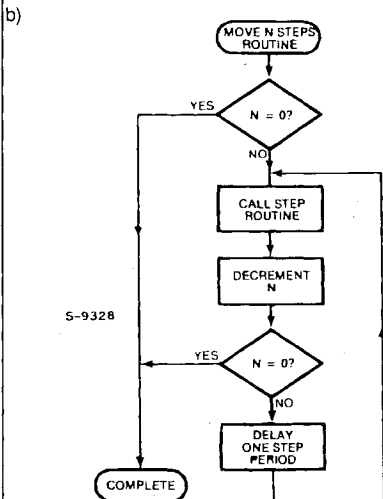 b)
MOVE N STEPS
ROUTINE
YES
N = 0?
NO
CALL STEP
ROUTINE
DECREMENT
N
S-9328
YES
N = 0?
NO
DELAY
ONE STEP
PERIOD
COMPLETE